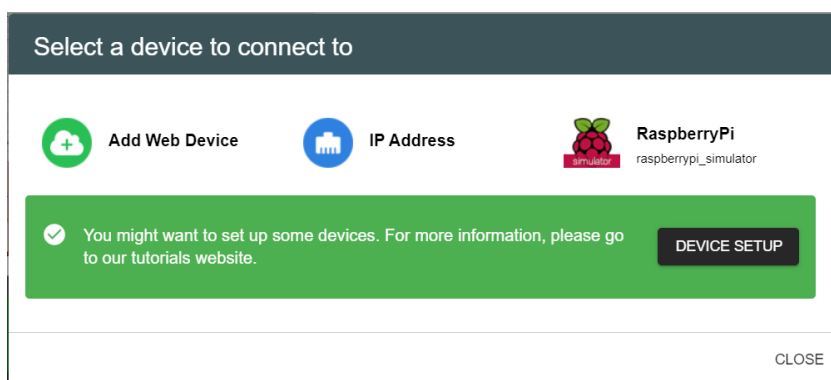 Select a device to connect to
Add Web Device
IP Address
RaspberryPi
simulator
raspberrypi_simulator
You might want to set up some devices. For more information, please go
to our tutorials website.
DEVICE SETUP
CLOSE